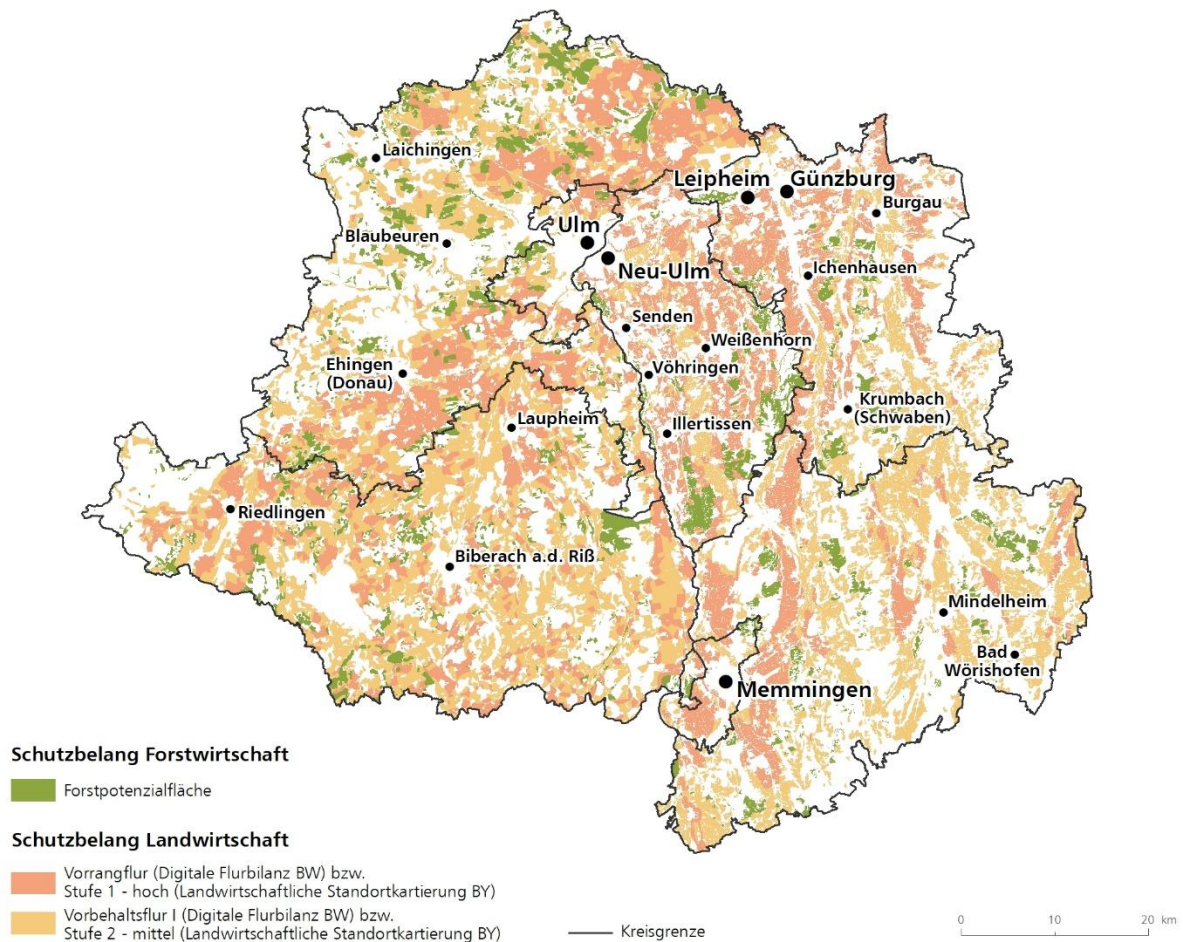 Laichingen
Leipheim
Günzburg
Burgau
Ulm
Blaubeuren
Neu-Ulm
Ichenhausen
Senden
Weißenhorn
Ehingen
(Donau)
Vöhringen
Krumbach
(Schwaben)
Laupheim
Illertissen
Riedlingen
Biberach a.d. Riß
Mindelheim
Bad
Wörishofen
Memmingen
Schutzbelang Forstwirtschaft
Forstpotenzialfläche
Schutzbelang Landwirtschaft
Vorrangflur (Digitale Flurbilanz BW) bzw.
Stufe 1 - hoch (Landwirtschaftliche Standortkartierung BY)
Vorbehaltsflur I (Digitale Flurbilanz BW) bzw.
Stufe 2 - mittel (Landwirtschaftliche Standortkartierung BY)
Kreisgrenze
0 10 20 km